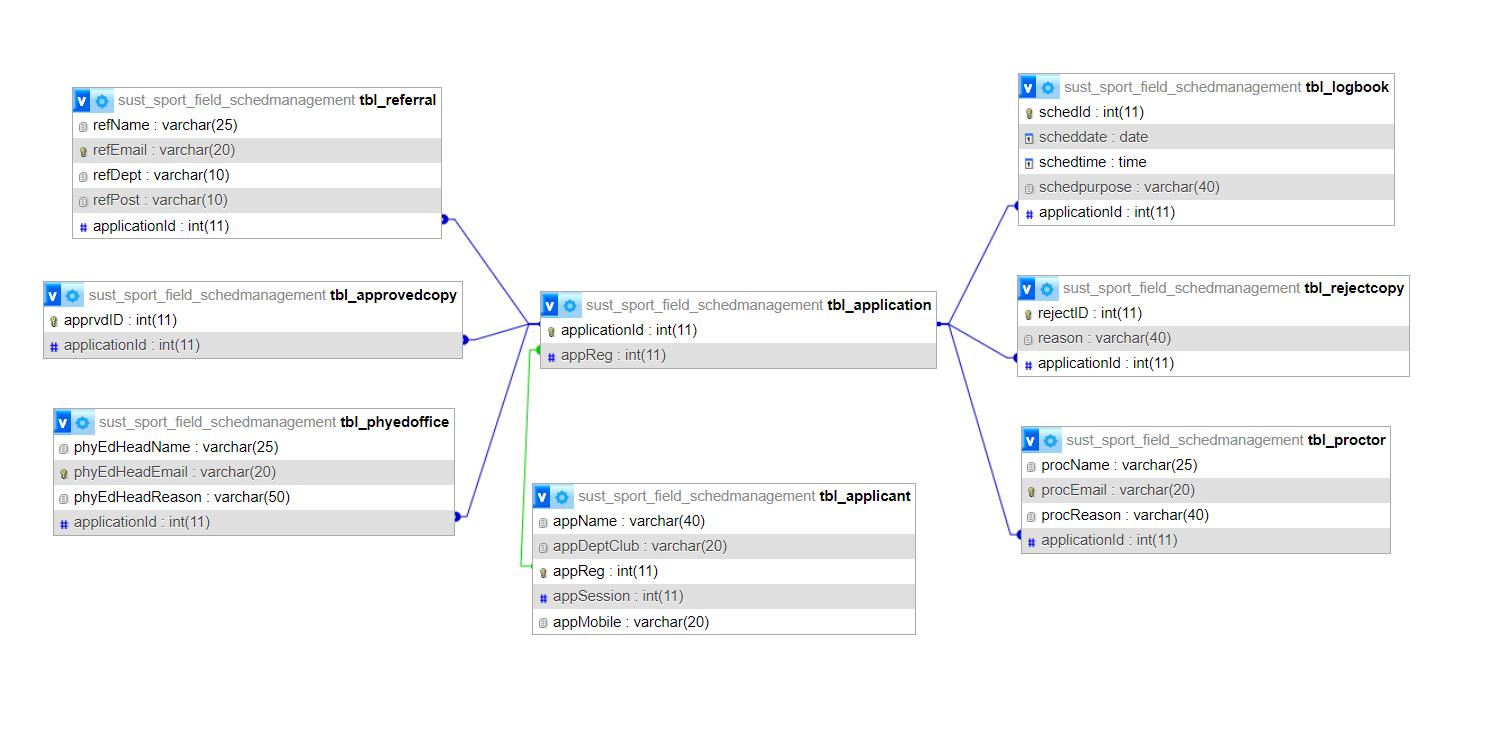 sust_sport_field_schedmanagement tbl_referral
refName : varchar(25)
refEmail : varchar(20)
refDept : varchar(10)
refPost : varchar(10)
# applicationId : int(11)
sust_sport_field_schedmanagement tbl_approvedcopy
apprvdID : int(11)
# applicationId : int(11)
sust_sport_field_schedmanagement tbl_phyedoffice
phyEdHeadName : varchar(25)
phyEdHeadEmail : varchar(20)
phyEdHeadReason : varchar(50)
# applicationId : int(11)
sust_sport_field_schedmanagement tbl_application
applicationId : int(11)
# appReg : int(11)
sust_sport_field_schedmanagement tbl_applicant
appName : varchar(40)
appDeptClub : varchar(20)
appReg : int(11)
# appSession : int(11)
appMobile : varchar(20)
sust_sport_field_schedmanagement tbl_logbook
schedId : int(11)
scheddate : date
schedtime : time
schedpurpose : varchar(40)
# applicationId : int(11)
sust_sport_field_schedmanagement tbl_rejectcopy
rejectID : int(11)
reason : varchar(40)
# applicationId : int(11)
sust_sport_field_schedmanagement tbl_proctor
procName : varchar(25)
procEmail : varchar(20)
procReason : varchar(40)
# applicationId : int(11)